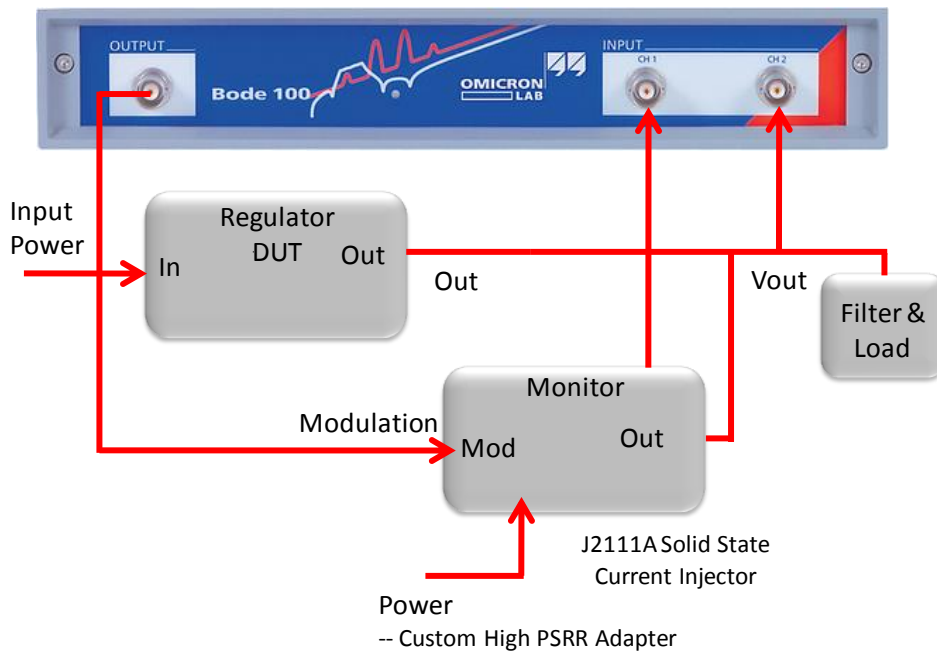 OUTPUT
INPUT
CH 1
CH 2
Bode 100
OMICRON
LAB
Input
Power
Regulator
DUT
In
Out
Out
Vout
Filter &
Load
Monitor
Modulation
Mod
Out
J2111A Solid State
Current Injector
Power
-- Custom High PSRR Adapter